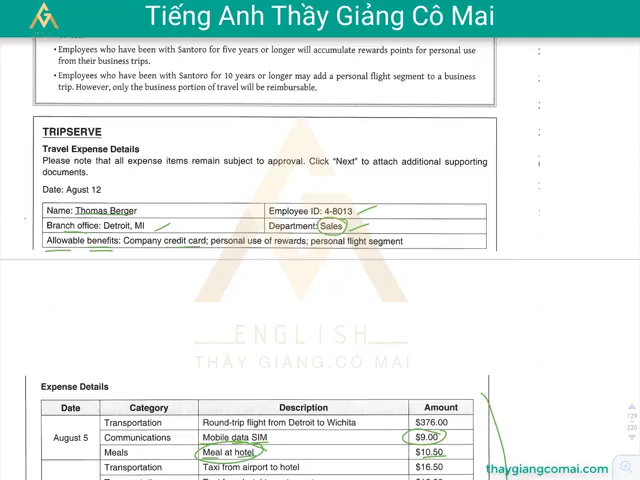 Tiếng Anh Thầy Giảng Cô Mai
• Employees who have been with Santoro for five years or longer will accumulate rewards points for personal use
from their business trips.
• Employees who have been with Santoro for 10 years or longer may add a personal flight segment to a business
trip. However, only the business portion of travel will be reimbursable.
TRIPSERVE
Travel Expense Details
Please note that all expense items remain subject to approval. Click “Next” to attach additional supporting
documents.
Date: Agust 12
Name: Thomas Berger Employee ID: 4-8013
Branch office: Detroit, MI Department: Sales
Allowable benefits: Company credit card; personal use of rewards; personal flight segment
ENGLISH
THẦY GIẢNG.CÔ MAI
Expense Details
Date Category Description Amount
Transportation Round-trip flight from Detroit to Wichita $376.00
August 5 Communications Mobile data SIM $9.00
Meals Meal at hotel $10.50
Transportation Taxi from airport to hotel $16.50
129
220
thaygiangcomai.com